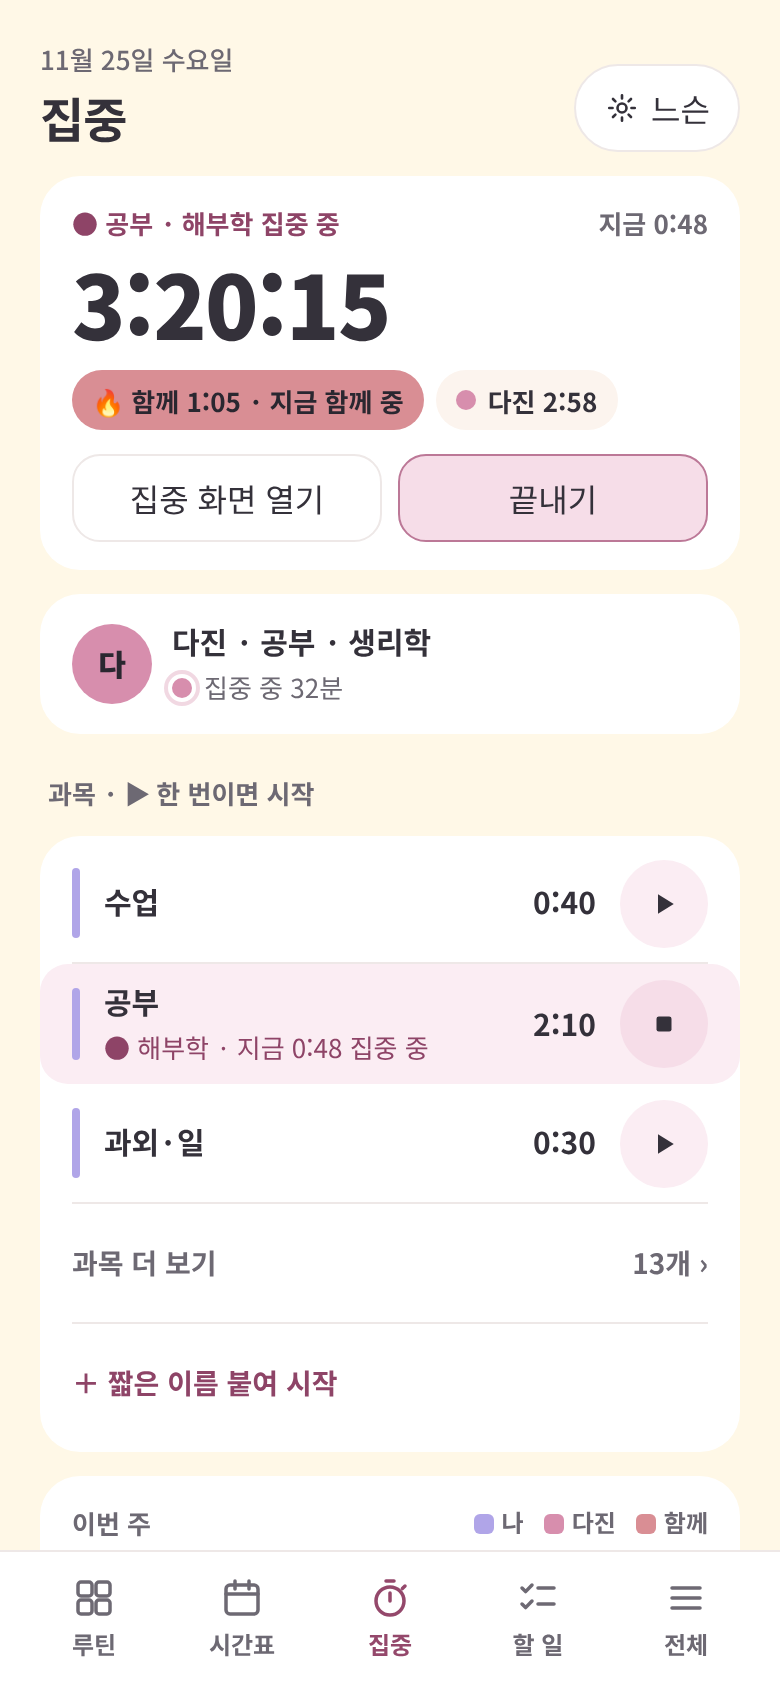 11월 25일 수요일
집중
느슨
공부 · 해부학 집중 중
지금 0:48
3:20:15
🔥 함께 1:05 · 지금 함께 중
다진 2:58
집중 화면 열기
끝내기
다
다진 · 공부 · 생리학
집중 중 32분
과목 · ▶ 한 번이면 시작
수업
0:40
공부
해부학 · 지금 0:48 집중 중
2:10
과외·일
0:30
과목 더 보기
13개 ›
+ 짧은 이름 붙여 시작
이번 주
나
다진
함께
루틴
시간표
집중
할 일
전체